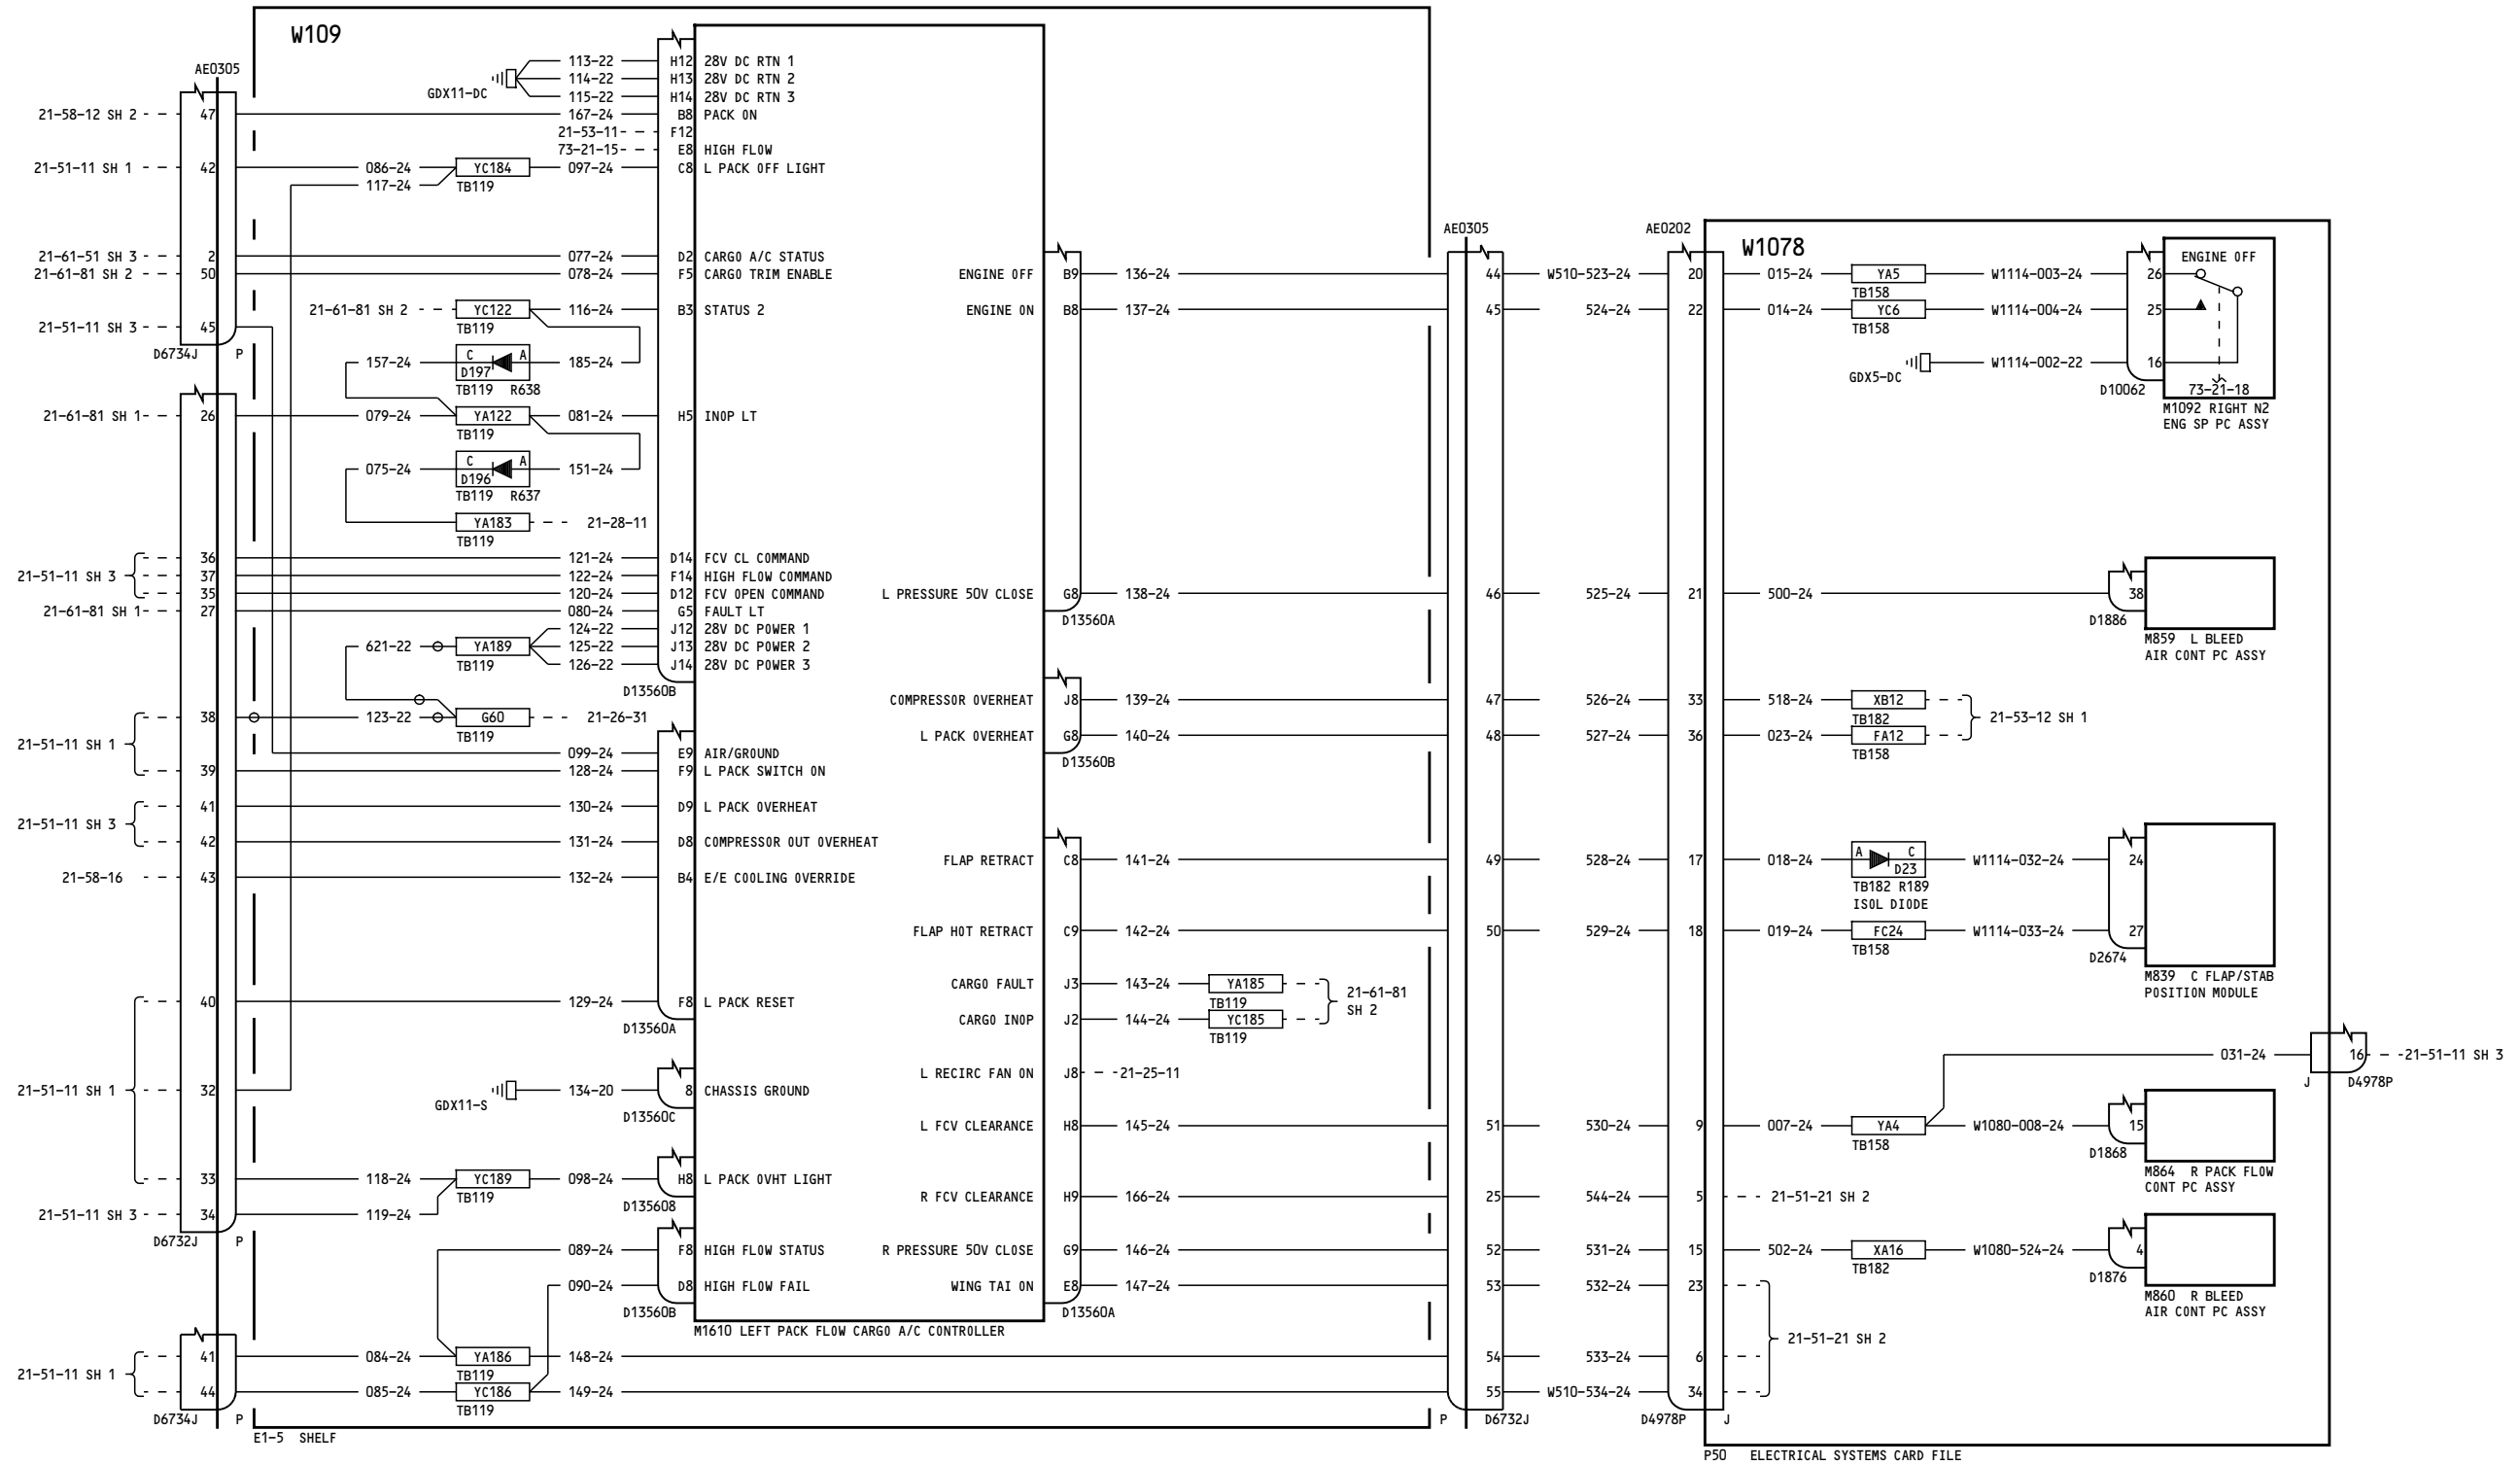 W109
AE0305
21-58-12 SH 2
47
21-51-11 SH 1
42
21-61-51 SH 3
2
21-61-81 SH 2
50
21-51-11 SH 3
45
D6734J
P
GDX11-DC
113-22
H12
28V DC RTN 1
114-22
H13
28V DC RTN 2
115-22
H14
28V DC RTN 3
167-24
B8
PACK ON
21-53-11
F12
73-21-15
E8
HIGH FLOW
086-24
YC184
097-24
C8
L PACK OFF LIGHT
117-24
TB119
077-24
D2
CARGO A/C STATUS
078-24
F5
CARGO TRIM ENABLE
21-61-81 SH 2
YC122
116-24
B3
STATUS 2
TB119
157-24
C
A
D197
185-24
TB119
R638
21-61-81 SH 1
26
079-24
YA122
081-24
H5
INOP LT
TB119
075-24
C
A
D196
151-24
TB119
R637
YA183
21-28-11
TB119
21-51-11 SH 3
36
121-24
D14
FCV CL COMMAND
37
122-24
F14
HIGH FLOW COMMAND
35
120-24
D12
FCV OPEN COMMAND
21-61-81 SH 1
27
080-24
G5
FAULT LT
124-22
J12
28V DC POWER 1
621-22
YA189
125-22
J13
28V DC POWER 2
TB119
126-22
J14
28V DC POWER 3
D13560B
21-51-11 SH 1
38
123-22
G60
21-26-31
TB119
099-24
E9
AIR/GROUND
39
128-24
F9
L PACK SWITCH ON
21-51-11 SH 3
41
130-24
D9
L PACK OVERHEAT
42
131-24
D8
COMPRESSOR OUT OVERHEAT
21-58-16
43
132-24
B4
E/E COOLING OVERRIDE
21-51-11 SH 1
40
129-24
F8
L PACK RESET
D13560A
32
GDX11-S
134-20
8
CHASSIS GROUND
D13560C
33
118-24
YC189
098-24
H8
L PACK OVHT LIGHT
TB119
D135608
21-51-11 SH 3
34
119-24
D6732J
P
089-24
F8
HIGH FLOW STATUS
090-24
D8
HIGH FLOW FAIL
D13560B
21-51-11 SH 1
41
084-24
YA186
148-24
TB119
44
085-24
YC186
149-24
TB119
D6734J
P
E1-5 SHELF
M1610 LEFT PACK FLOW CARGO A/C CONTROLLER
ENGINE OFF
B9
136-24
ENGINE ON
B8
137-24
L PRESSURE 50V CLOSE
G8
138-24
D13560A
COMPRESSOR OVERHEAT
J8
139-24
L PACK OVERHEAT
G8
140-24
D13560B
FLAP RETRACT
C8
141-24
FLAP HOT RETRACT
C9
142-24
CARGO FAULT
J3
143-24
YA185
TB119
CARGO INOP
J2
144-24
YC185
TB119
21-61-81
SH 2
L RECIRC FAN ON
J8
21-25-11
L FCV CLEARANCE
H8
145-24
R FCV CLEARANCE
H9
166-24
R PRESSURE 50V CLOSE
G9
146-24
WING TAI ON
E8
147-24
D13560A
AE0305
44
W510-523-24
45
524-24
46
525-24
47
526-24
48
527-24
49
528-24
50
529-24
51
530-24
25
544-24
52
531-24
53
532-24
54
533-24
55
W510-534-24
P
D6732J
AE0202
W1078
20
015-24
YA5
W1114-003-24
26
ENGINE OFF
TB158
22
014-24
YC6
W1114-004-24
25
TB158
GDX5-DC
W1114-002-22
16
D10062
73-21-18
M1092 RIGHT N2
ENG SP PC ASSY
21
500-24
38
D1886
M859 L BLEED
AIR CONT PC ASSY
33
518-24
XB12
TB182
36
023-24
FA12
TB158
21-53-12 SH 1
17
018-24
A
C
D23
W1114-032-24
24
TB182 R189
ISOL DIODE
18
019-24
FC24
W1114-033-24
27
TB158
D2674
M839 C FLAP/STAB
POSITION MODULE
031-24
16
21-51-11 SH 3
J
D4978P
9
007-24
YA4
W1080-008-24
15
TB158
D1868
M864 R PACK FLOW
CONT PC ASSY
5
21-51-21 SH 2
15
502-24
XA16
W1080-524-24
4
TB182
D1876
M860 R BLEED
AIR CONT PC ASSY
23
6
34
21-51-21 SH 2
D4978P
J
P50 ELECTRICAL SYSTEMS CARD FILE